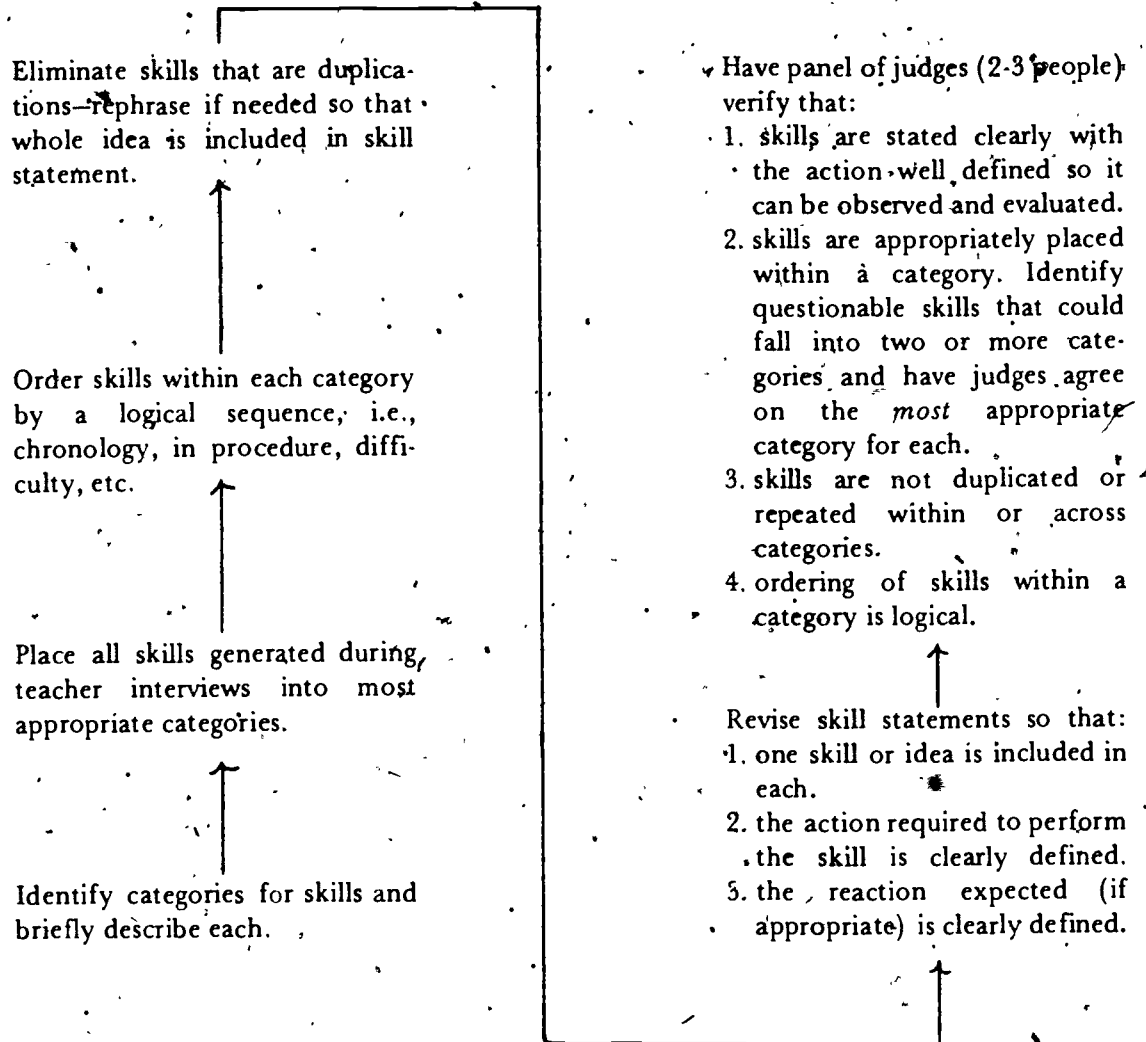 Eliminate skills that are duplica-
tions—rephrase if needed so that
whole idea is included in skill
statement.
Order skills within each category
by a logical sequence, i.e.,
chronology, in procedure, diffi-
culty, etc.
Place all skills generated during
teacher interviews into most
appropriate categories.
Identify categories for skills and
briefly describe each.
Have panel of judges (2-3 people)
verify that:
1. skills are stated clearly with
the action well defined so it
can be observed and evaluated.
2. skills are appropriately placed
within a category. Identify
questionable skills that could
fall into two or more cate-
gories and have judges agree
on the most appropriate
category for each.
3. skills are not duplicated or
repeated within or across
categories.
4. ordering of skills within a
category is logical.
Revise skill statements so that:
1. one skill or idea is included in
each.
2. the action required to perform
the skill is clearly defined.
3. the reaction expected (if
appropriate) is clearly defined.